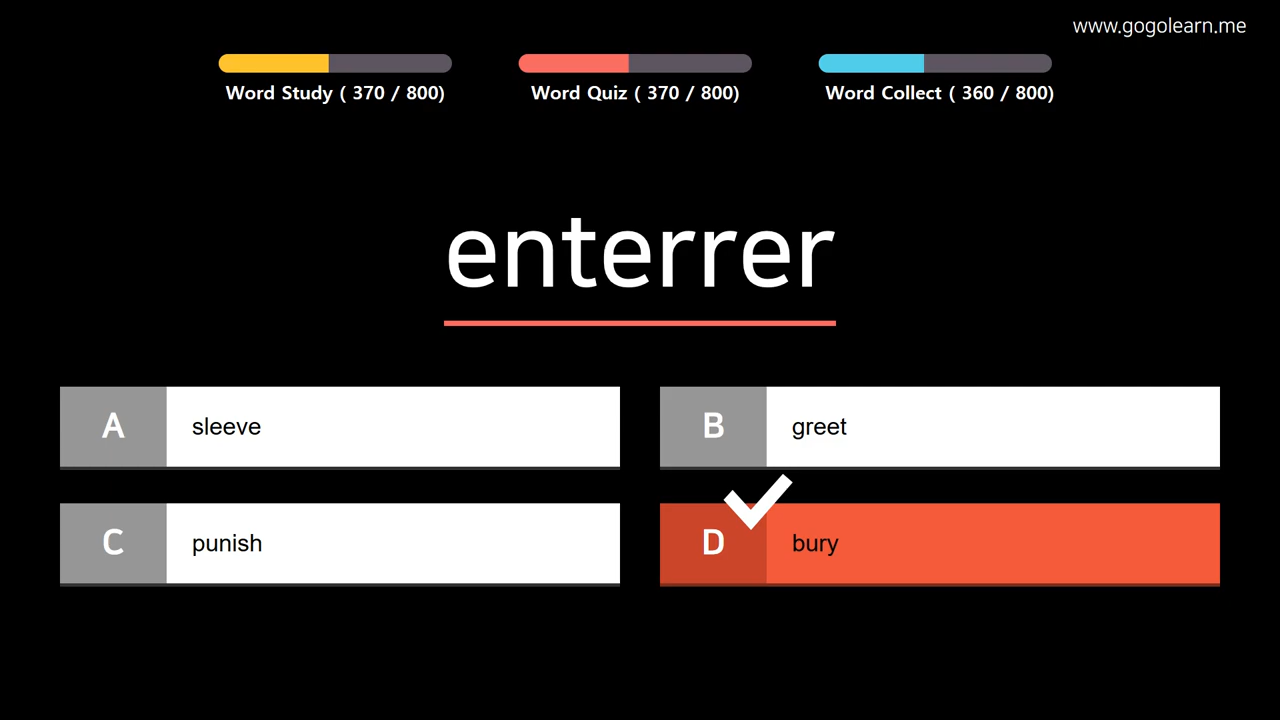 www.gogolearn.me
Word Study ( 370 / 800)
Word Quiz ( 370 / 800)
Word Collect ( 360 / 800)
enterrer
A sleeve
B greet
C punish
D bury